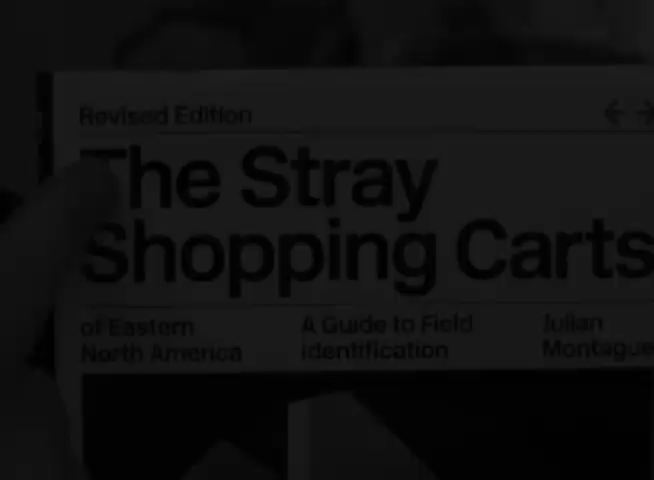 Revised Edition
The Stray
Shopping Carts
of Eastern
North America
A Guide to Field
Identification
Julian
Montague